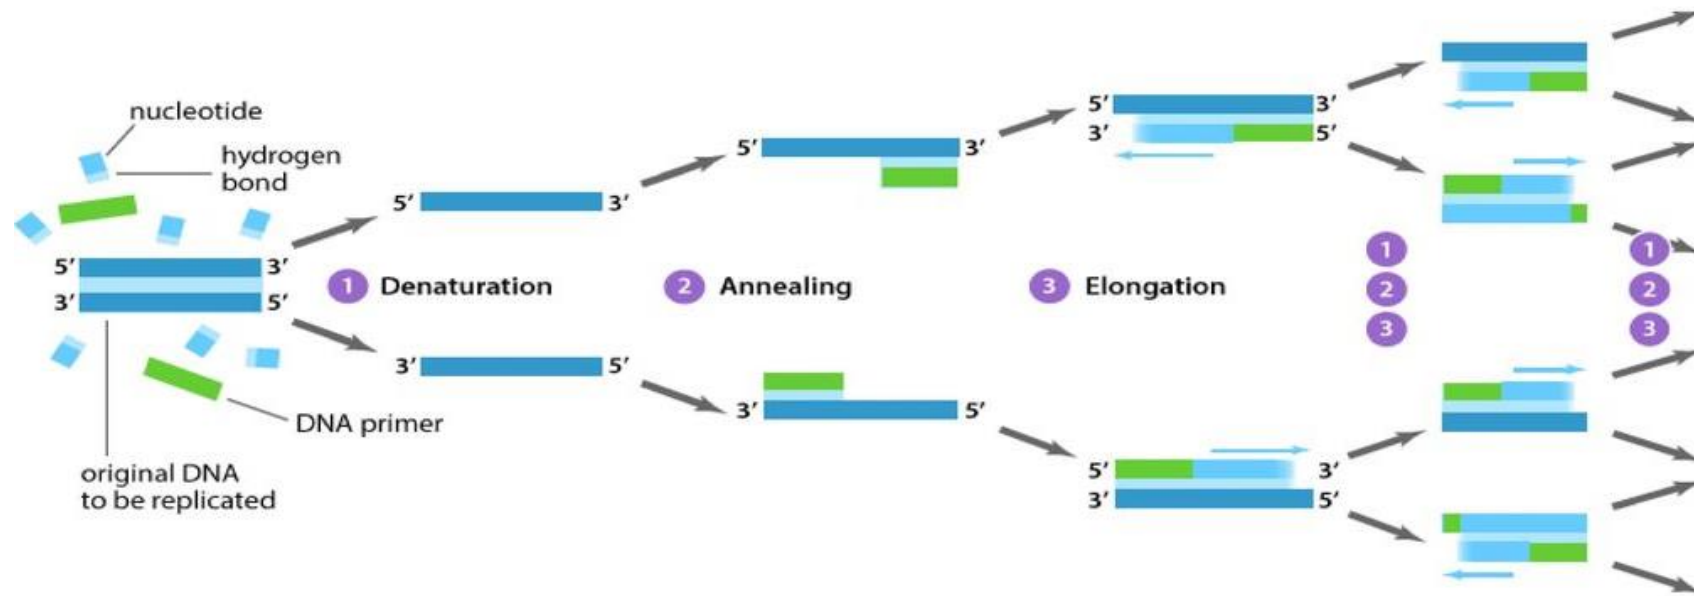 nucleotide
hydrogen
bond
5′ 3′
3′ 5′
DNA primer
original DNA
to be replicated
5′ 3′
1 Denaturation
3′ 5′
5′ 3′
2 Annealing
3′ 5′
5′ 3′
3′ 5′
3 Elongation
5′ 3′
3′ 5′
1
2
3
1
2
3